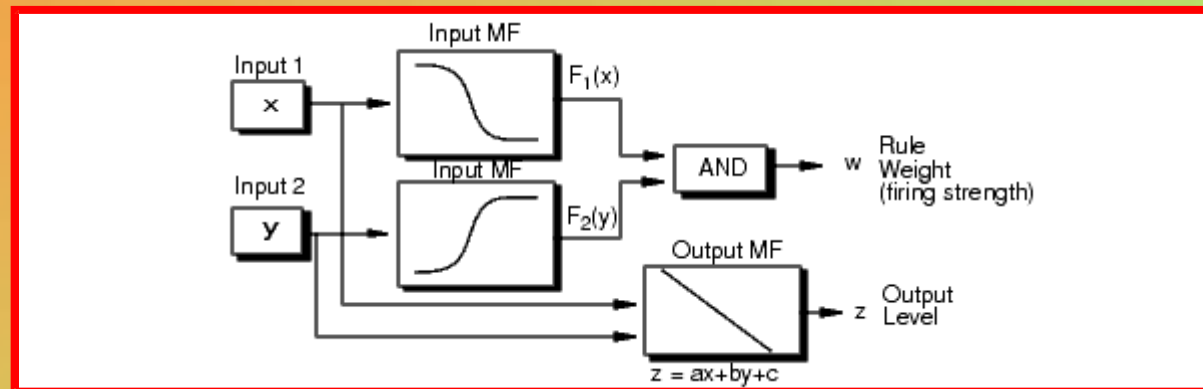 Input MF
Input 1
x
F₁(x)
Input MF
Input 2
y
F₂(y)
AND
w
Rule
Weight
(firing strength)
Output MF
z
Output
Level
z = ax+by+c